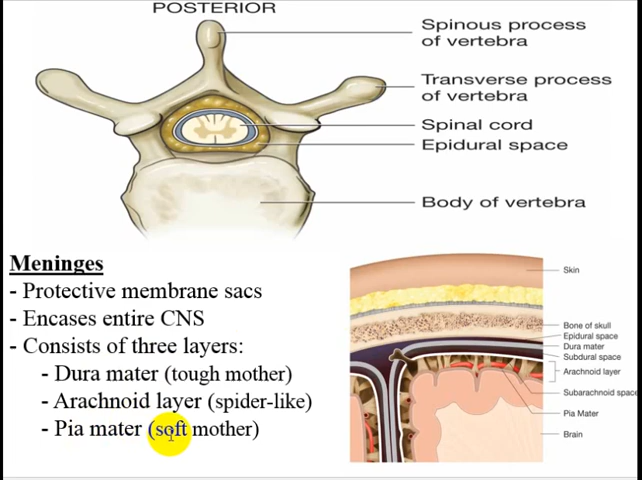 POSTERIOR
Spinous process
of vertebra
Transverse process
of vertebra
Spinal cord
Epidural space
Body of vertebra
Meninges
- Protective membrane sacs
- Encases entire CNS
- Consists of three layers:
- Dura mater (tough mother)
- Arachnoid layer (spider-like)
- Pia mater (soft mother)
Skin
Bone of skull
Epidural space
Dura mater
Subdural space
Arachnoid layer
Subarachnoid space
Pia Mater
Brain